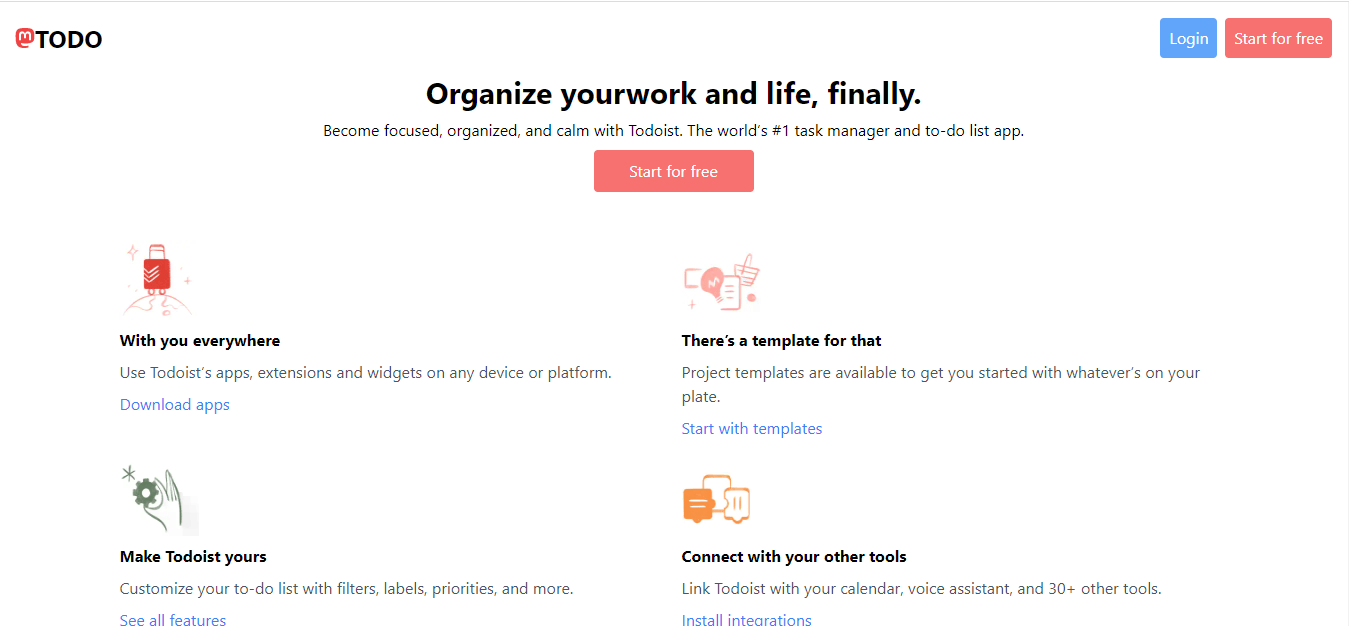 TODO
Login
Start for free
Organize yourwork and life, finally.
Become focused, organized, and calm with Todoist. The world's #1 task manager and to-do list app.
Start for free
With you everywhere
Use Todoist's apps, extensions and widgets on any device or platform.
Download apps
There's a template for that
Project templates are available to get you started with whatever's on your
plate.
Start with templates
Make Todoist yours
Customize your to-do list with filters, labels, priorities, and more.
See all features
Connect with your other tools
Link Todoist with your calendar, voice assistant, and 30+ other tools.
Install integrations